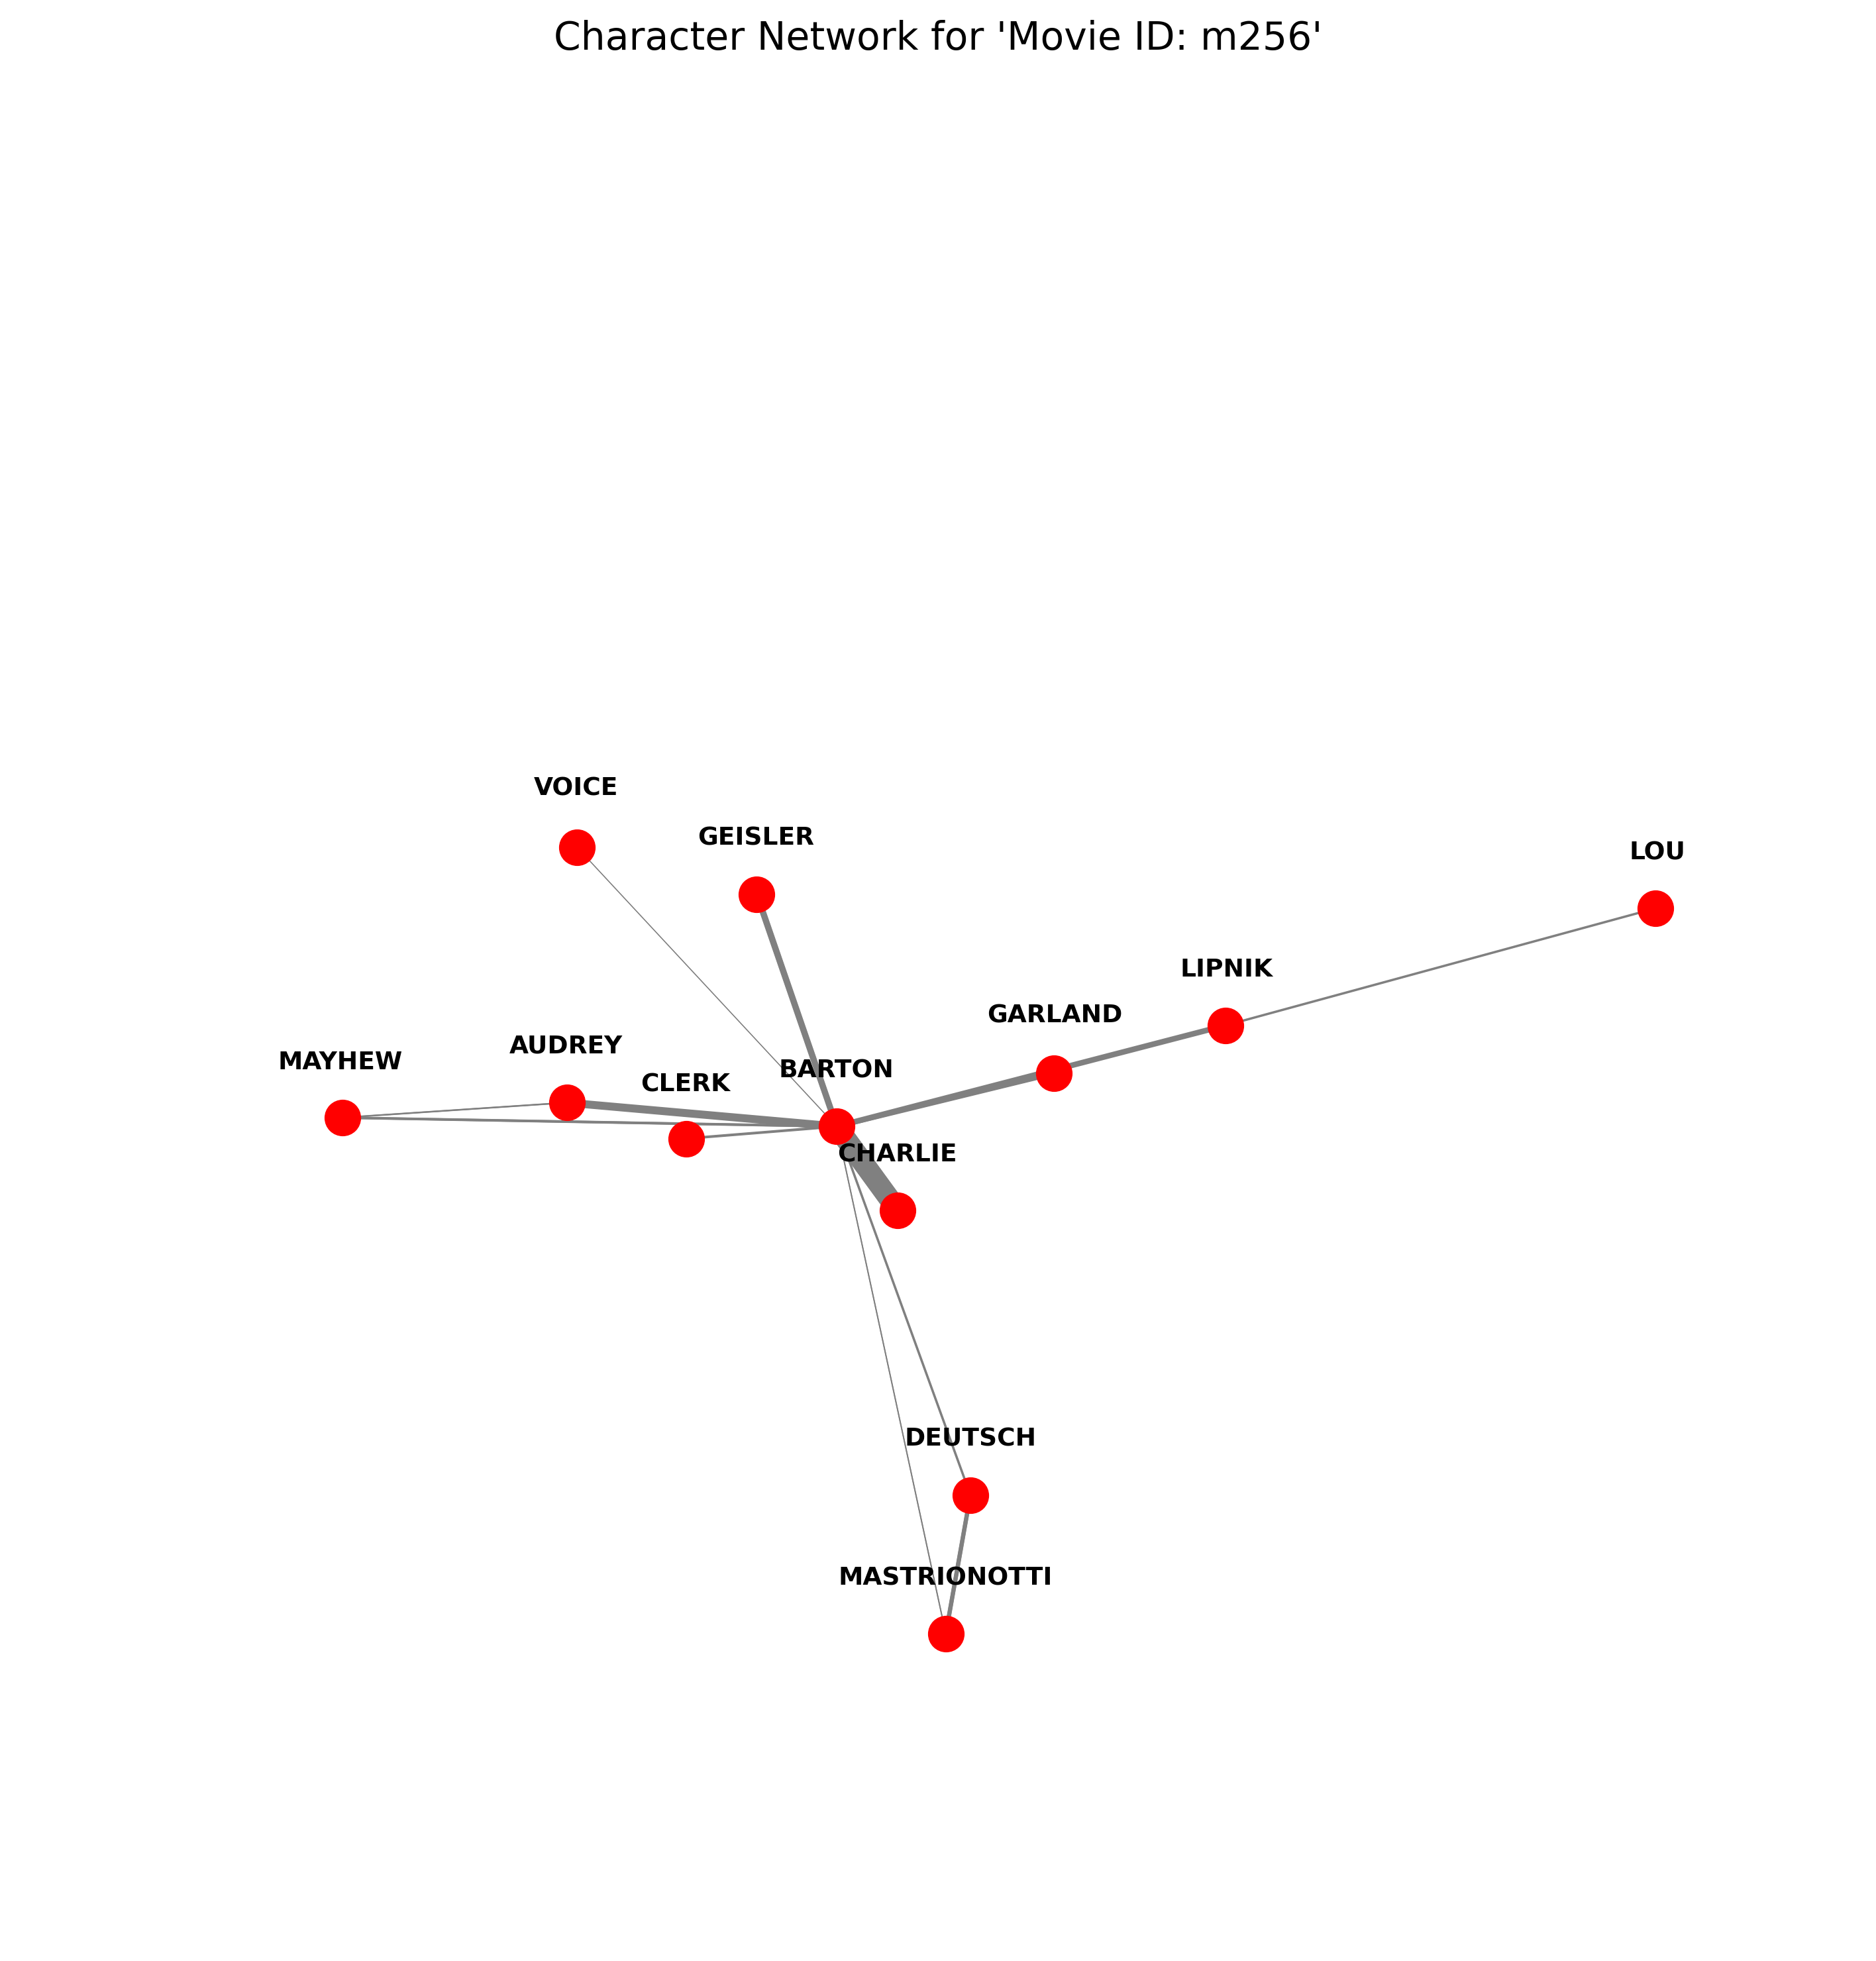 Character Network for 'Movie ID: m256'
VOICE
GEISLER
LOU
LIPNIK
GARLAND
AUDREY
MAYHEW
BARTON
CLERK
CHARLIE
DEUTSCH
MASTRIONOTTI